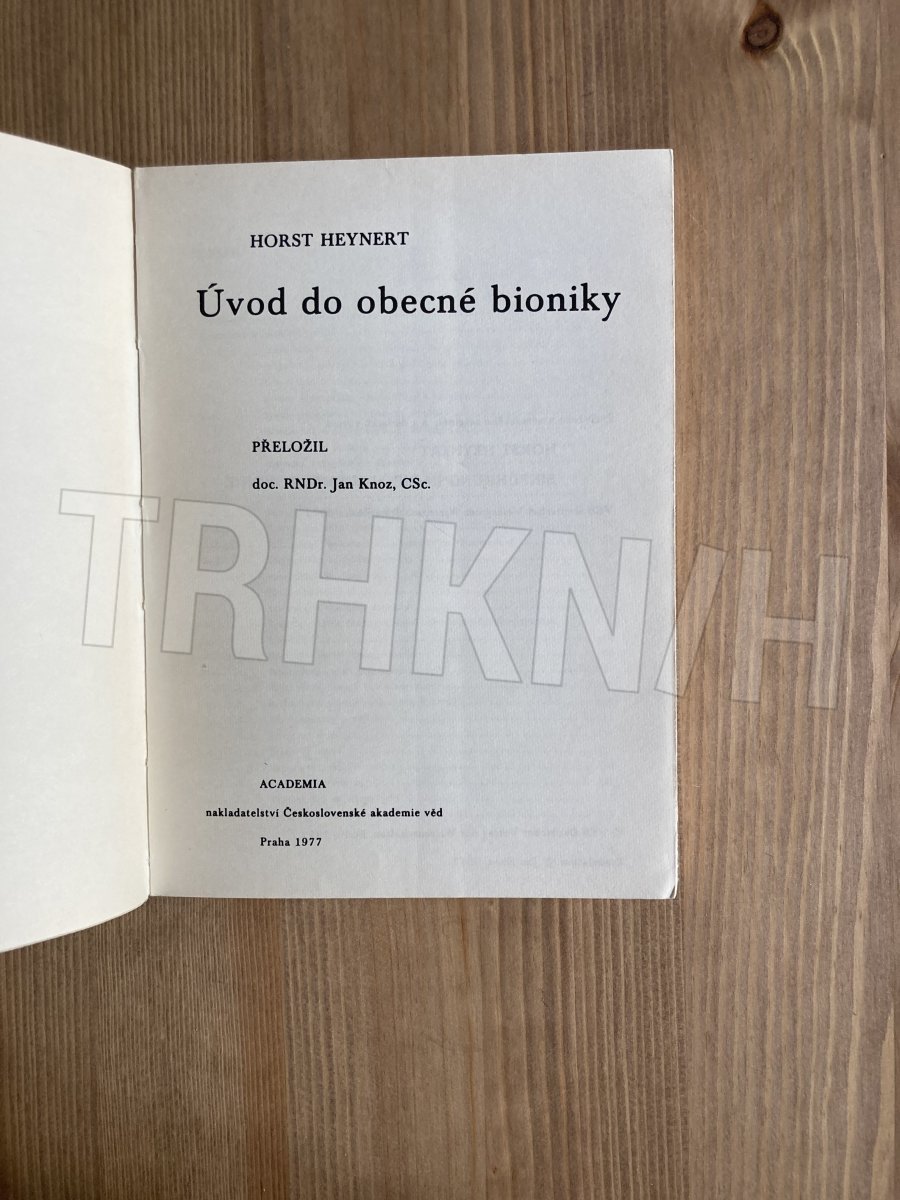 HORST HEYNERT
Úvod do obecné bioniky
PŘELOŽIL
doc. RNDr. Jan Knoz, CSc.
TRHKN/H
ACADEMIA
nakladatelství Československé akademie věd
Praha 1977